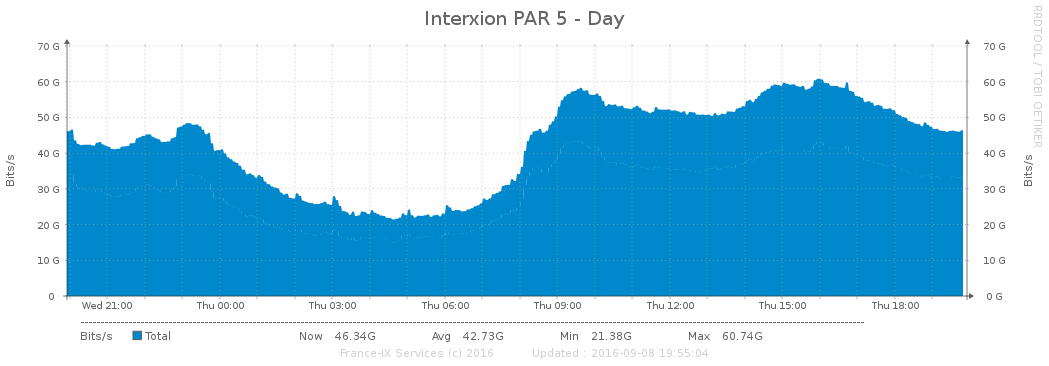 Interxion PAR 5 - Day
RRDTOOL / TOBI OETIKER
Bits/s
70 G
60 G
50 G
40 G
30 G
20 G
10 G
0
70 G
60 G
50 G
40 G
30 G
20 G
10 G
0 G
Bits/s
Wed 21:00 Thu 00:00 Thu 03:00 Thu 06:00 Thu 09:00 Thu 12:00 Thu 15:00 Thu 18:00
Bits/s Total Now 46.34G Avg 42.73G Min 21.38G Max 60.74G
France-IX Services (c) 2016 Updated : 2016-09-08 19:55:04